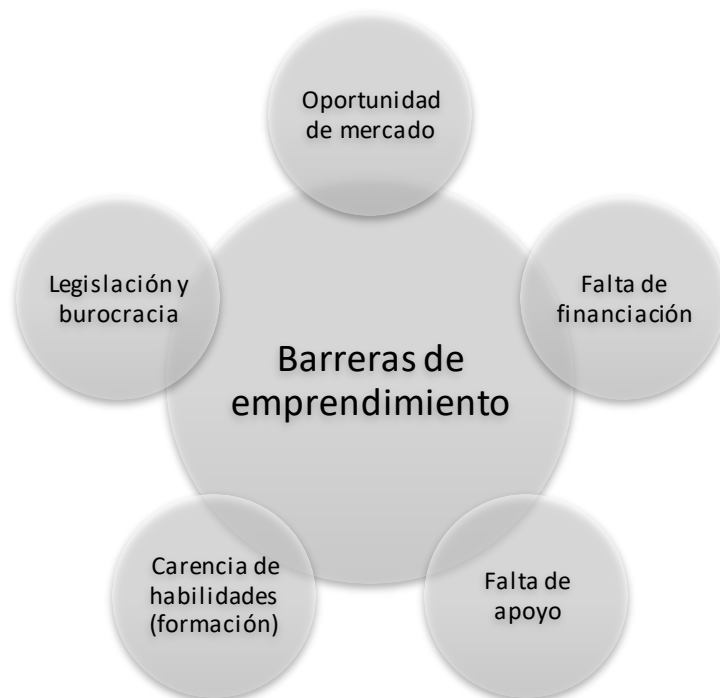 Oportunidad
de mercado
Legislación y
burocracia
Falta de
financiación
Barreras de
emprendimiento
Carencia de
habilidades
(formación)
Falta de
apoyo